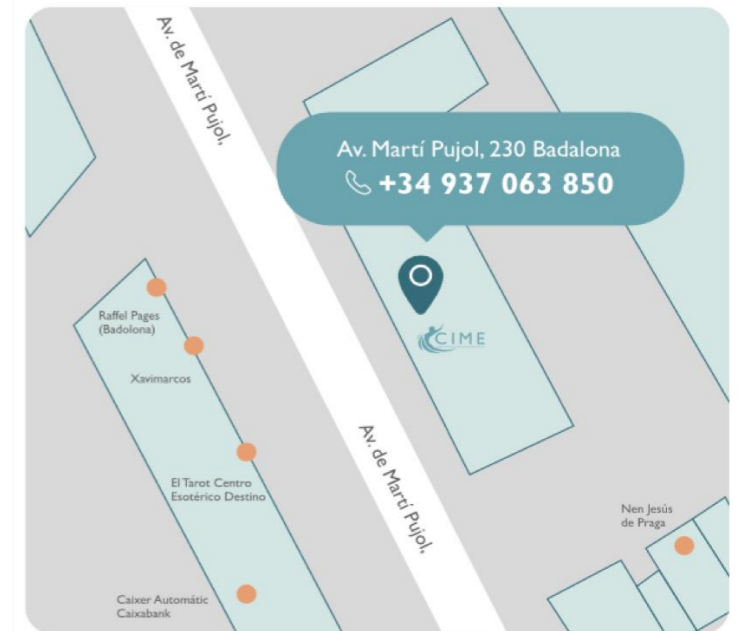 Av. de Martí Pujol,
Av. Martí Pujol, 230 Badalona
+34 937 063 850
CIME
Raffel Pages
(Badolona)
Xavimarcos
Av. de Martí Pujol,
El Tarot Centro
Esotérico Destino
Nen Jesús
de Praga
Caixer Automátic
Caixabank